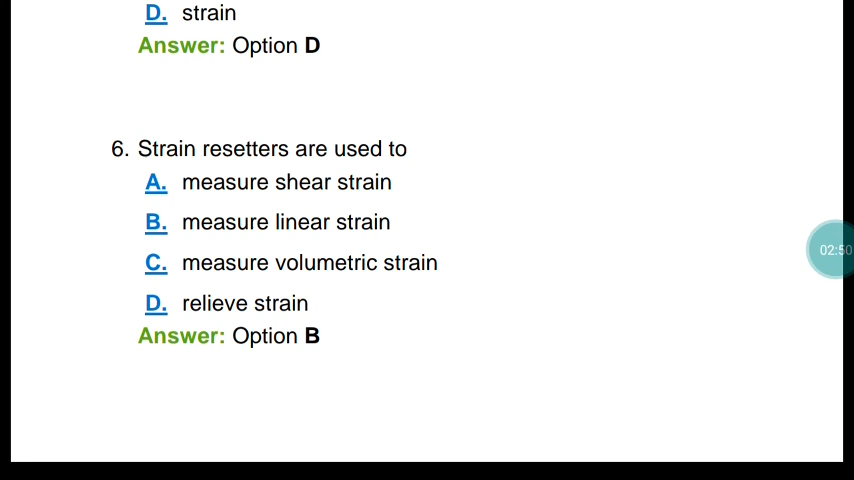 D. strain
Answer: Option D
6. Strain resetters are used to
A. measure shear strain
B. measure linear strain
C. measure volumetric strain
D. relieve strain
Answer: Option B
02:50